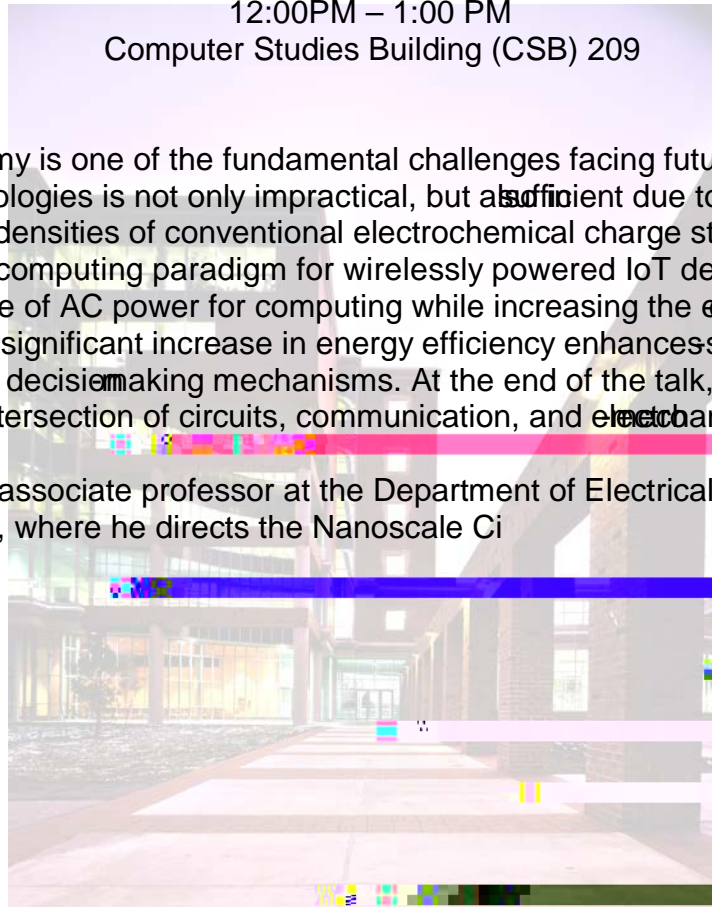 12:00PM – 1:00 PM
Computer Studies Building (CSB) 209
my is one of the fundamental challenges facing futu
ologies is not only impractical, but also due to
densities of conventional electrochemical charge st
computing paradigm for wirelessly powered IoT de
e of AC power for computing while increasing the e
significant increase in energy efficiency enhances-s
decision-making mechanisms. At the end of the talk,
tersection of circuits, communication, and
associate professor at the Department of Electrical
, where he directs the Nanoscale Ci